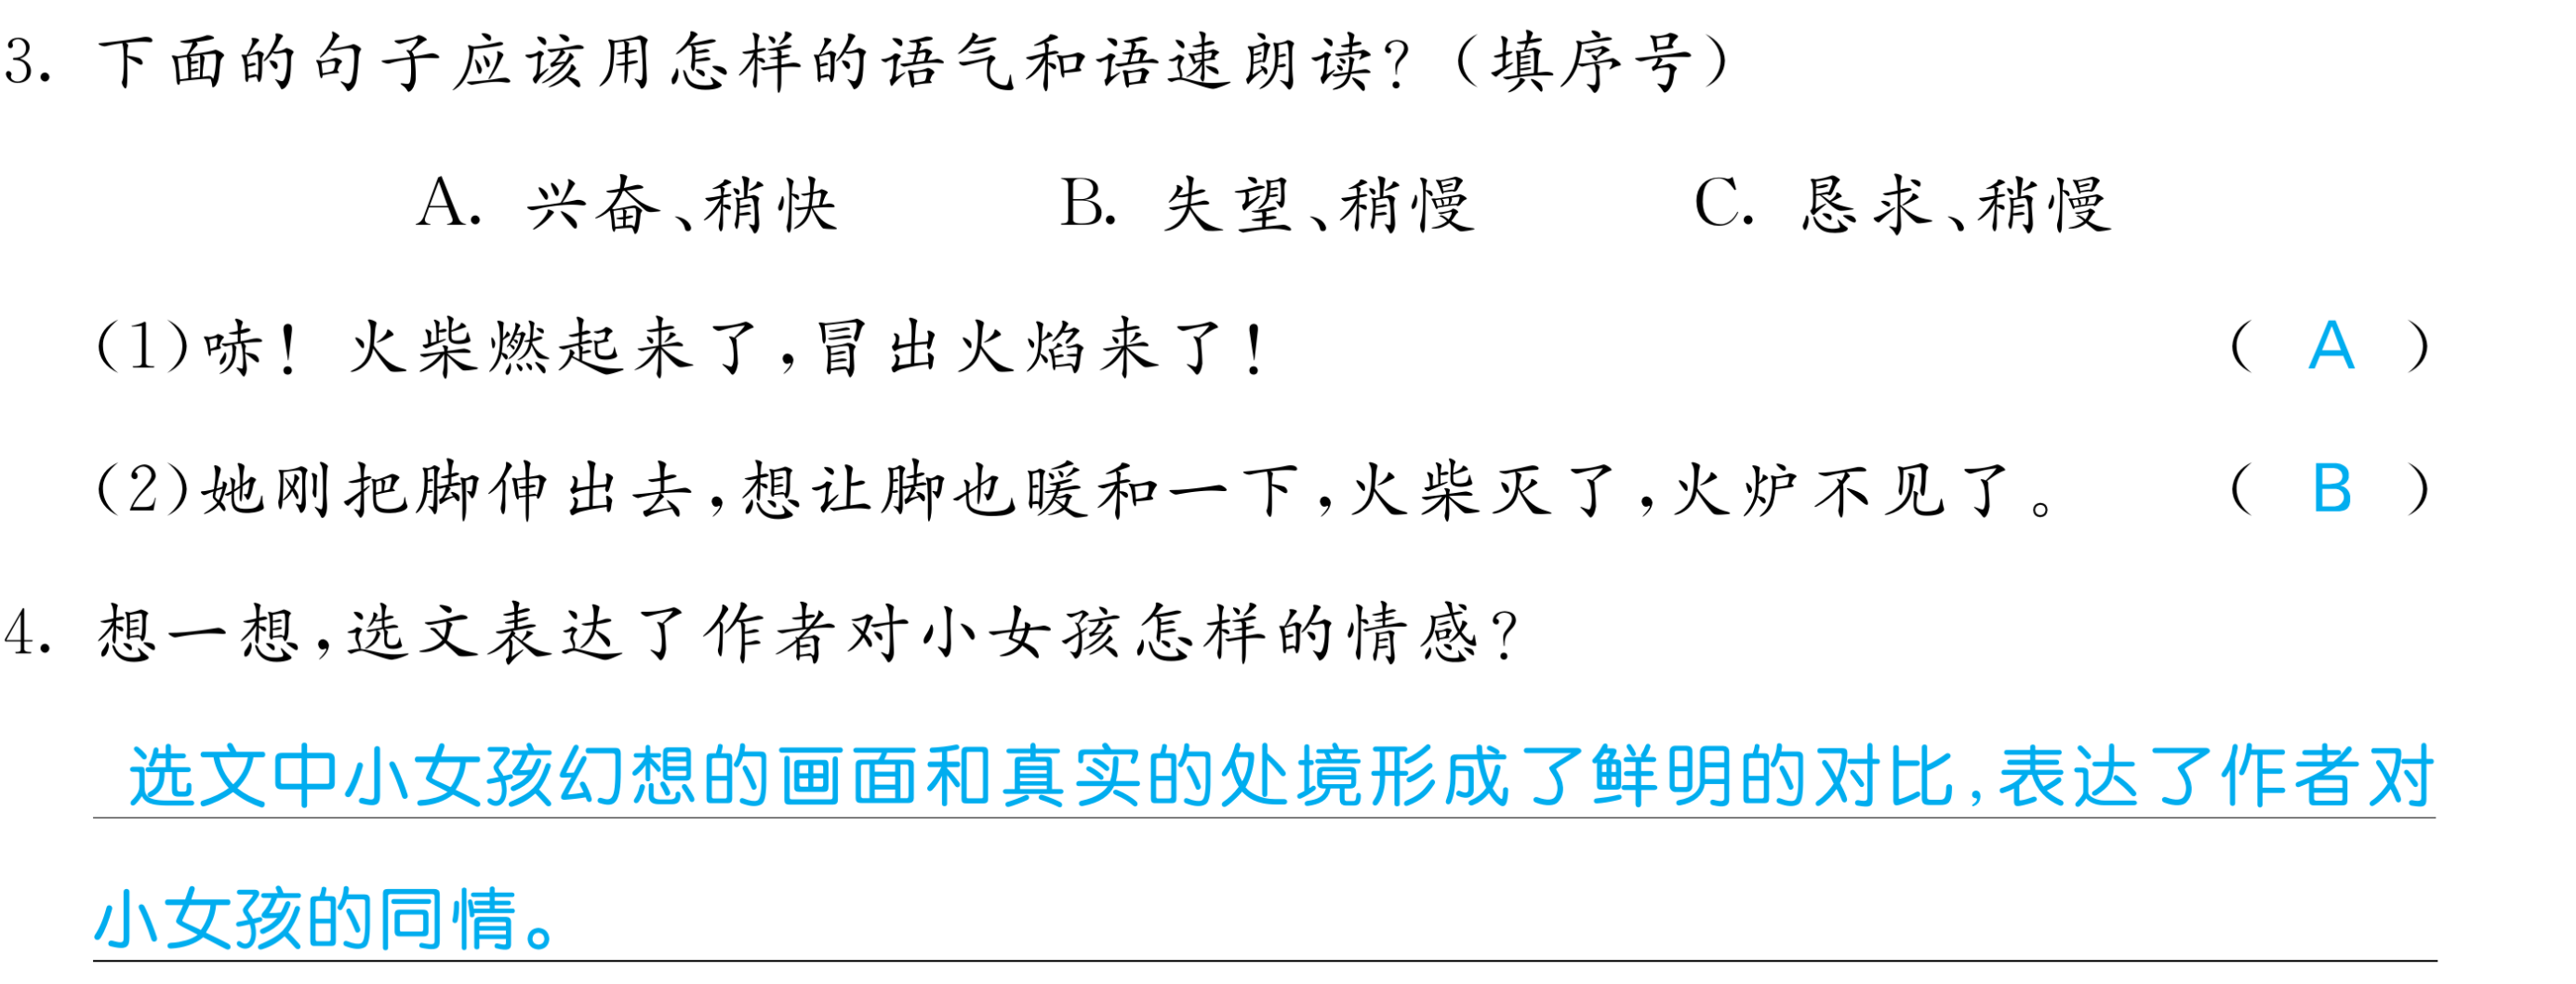 3. 下面的句子应该用怎样的语气和语速朗读?(填序号)
A. 兴奋、稍快 B. 失望、稍慢 C. 恳求、稍慢
(1)哧! 火柴燃起来了,冒出火焰来了! ( A )
(2)她刚把脚伸出去,想让脚也暖和一下,火柴灭了,火炉不见了。 ( B )
4. 想一想,选文表达了作者对小女孩怎样的情感?
选文中小女孩幻想的画面和真实的处境形成了鲜明的对比,表达了作者对
小女孩的同情。